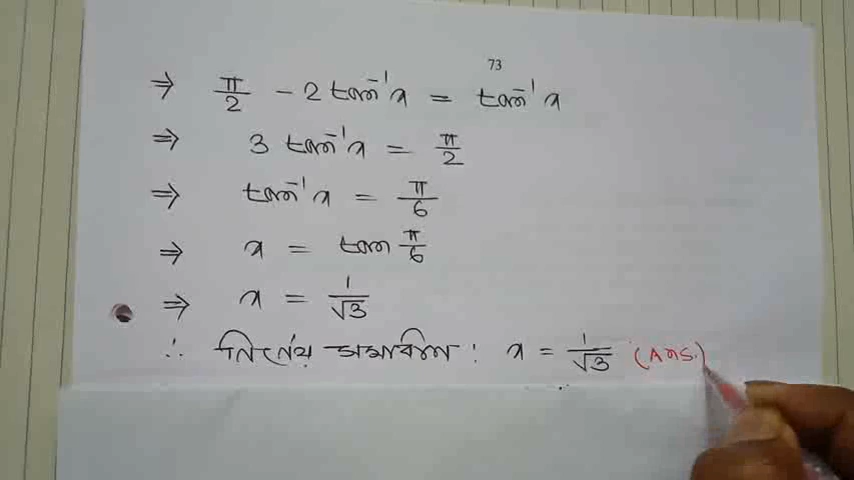 73
⇒ π/2 - 2 tan⁻¹x = tan⁻¹x
⇒ 3 tan⁻¹x = π/2
⇒ tan⁻¹x = π/6
⇒ x = tan π/6
⇒ x = 1/√3
∴ নির্ণেয় : x = 1/√3 (Ans.)